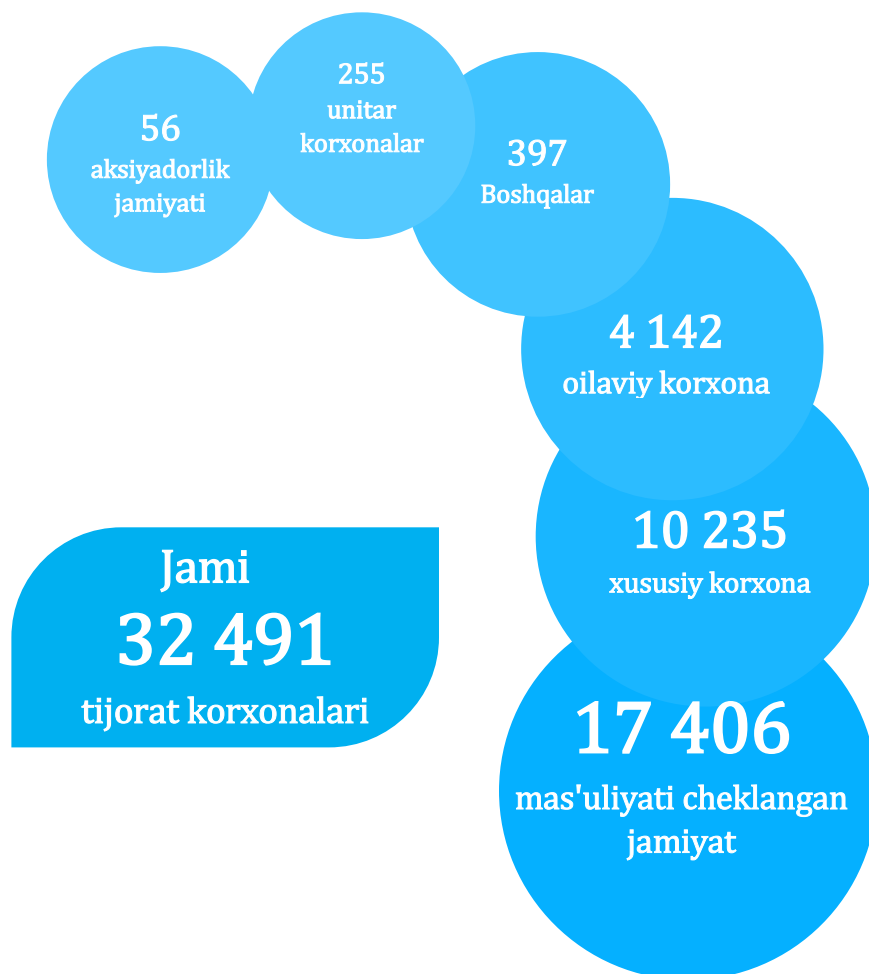 56
aksiyadorlik
jamiyati
255
unitar
korxonalar
397
Boshqalar
4 142
oilaviy korxona
10 235
xususiy korxona
17 406
mas'uliyati cheklangan
jamiyat
Jami
32 491
tijorat korxonalari